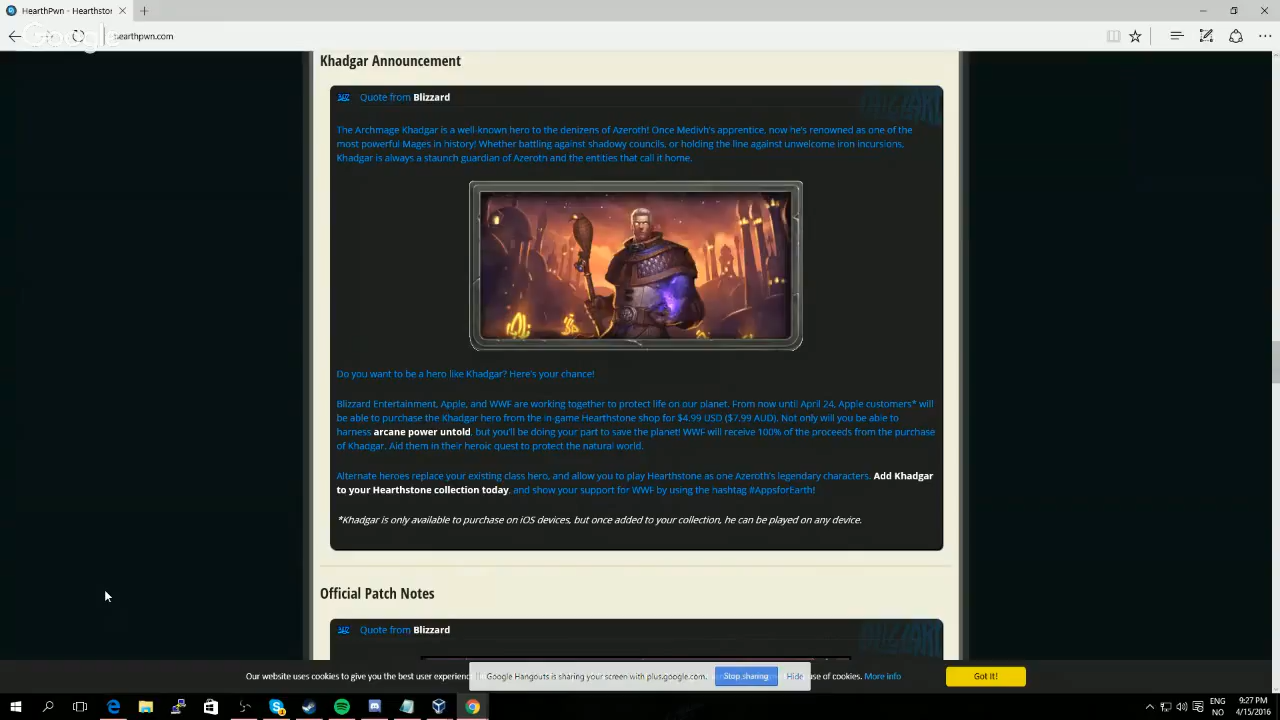 HearthPwn - Hearthstor
earthpwn.com
Google
Khadgar Announcement
Quote from Blizzard
The Archmage Khadgar is a well-known hero to the denizens of Azeroth! Once Medivh's apprentice, now he's renowned as one of the
most powerful Mages in history! Whether battling against shadowy councils, or holding the line against unwelcome iron incursions,
Khadgar is always a staunch guardian of Azeroth and the entities that call it home.
Do you want to be a hero like Khadgar? Here's your chance!
Blizzard Entertainment, Apple, and WWF are working together to protect life on our planet. From now until April 24, Apple customers* will
be able to purchase the Khadgar hero from the in-game Hearthstone shop for $4.99 USD ($7.99 AUD). Not only will you be able to
harness arcane power untold, but you'll be doing your part to save the planet! WWF will receive 100% of the proceeds from the purchase
of Khadgar. Aid them in their heroic quest to protect the natural world.
Alternate heroes replace your existing class hero, and allow you to play Hearthstone as one Azeroth's legendary characters. Add Khadgar
to your Hearthstone collection today, and show your support for WWF by using the hashtag #AppsforEarth!
*Khadgar is only available to purchase on iOS devices, but once added to your collection, he can be played on any device.
Official Patch Notes
Quote from Blizzard
Our website uses cookies to give you the best user experience
use of cookies. More info
Got it!
Google Hangouts is sharing your screen with plus.google.com.
Stop sharing
Hide
ENG
NO
9:27 PM
4/15/2016